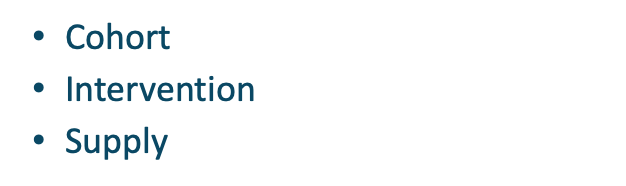 • Cohort
• Intervention
• Supply